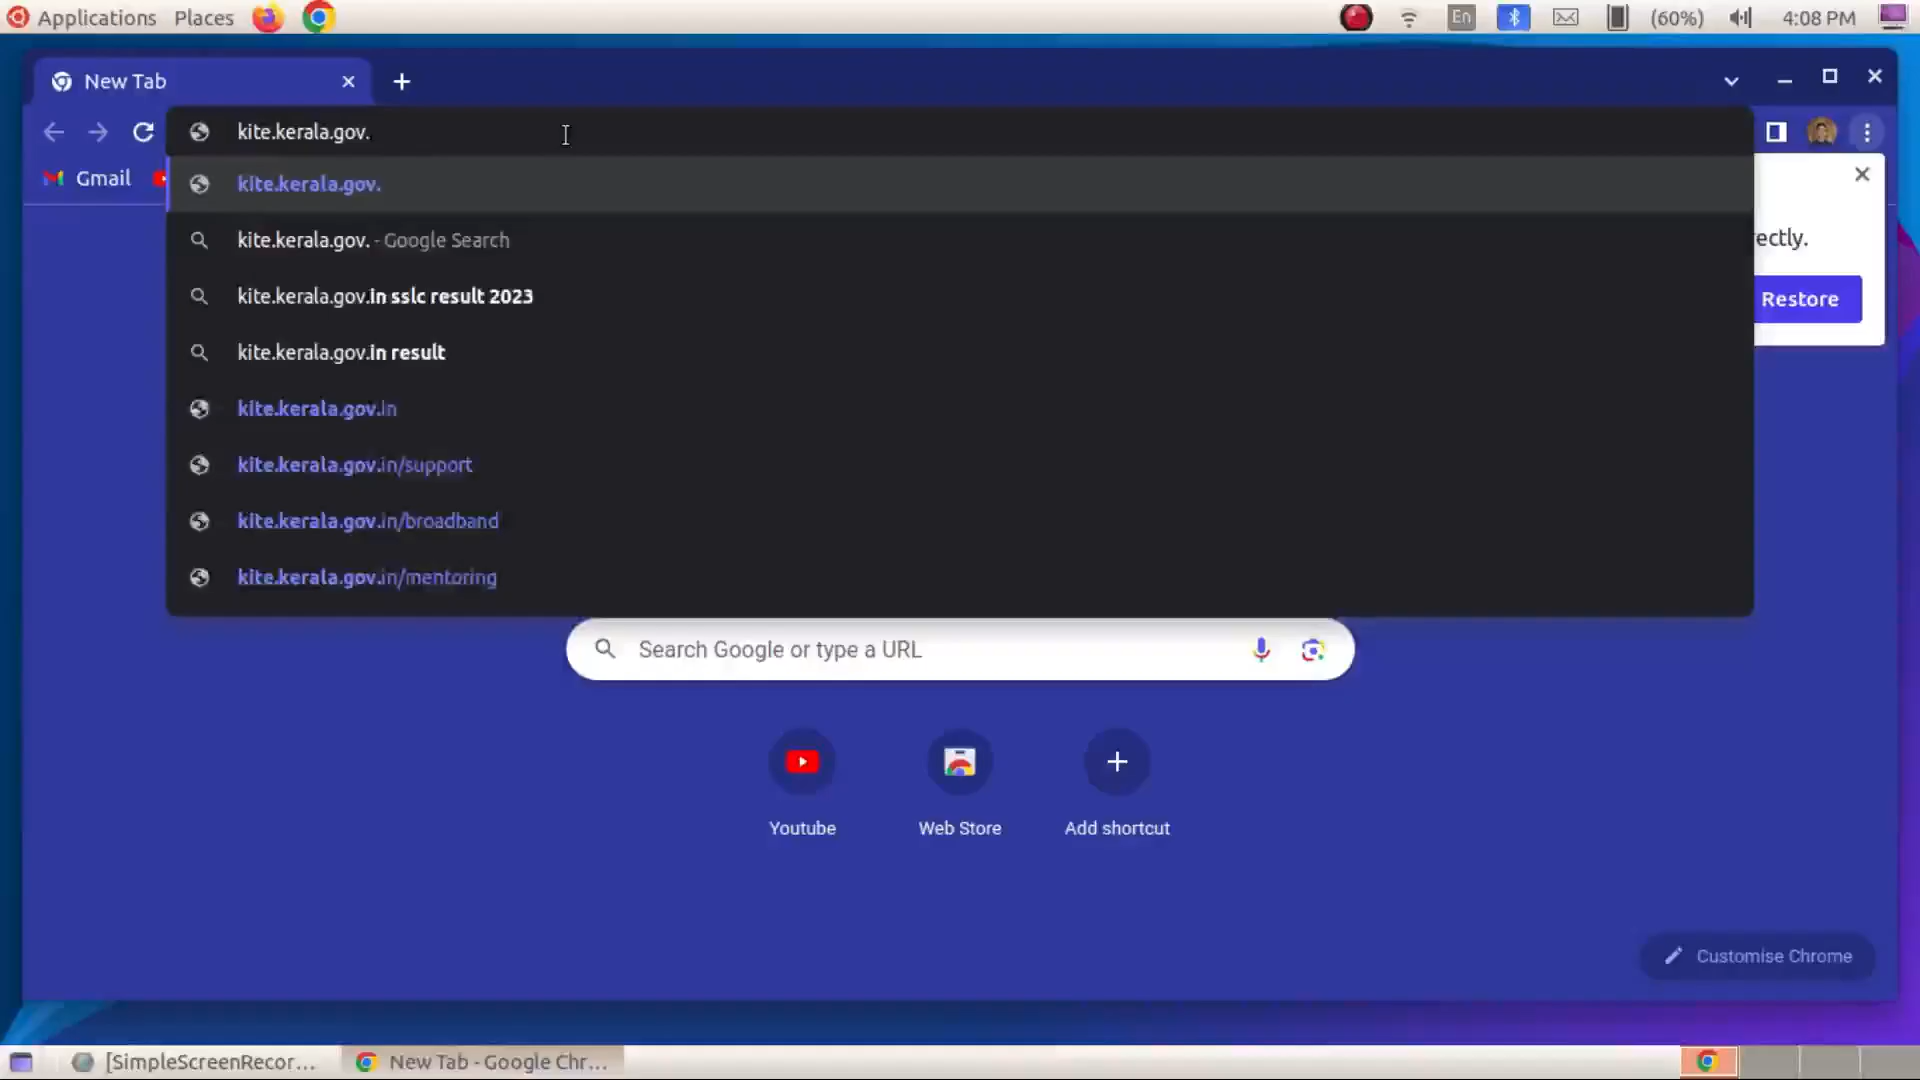 Applications Places En (60%) 4:08 PM
New Tab
kite.kerala.gov.
Gmail
kite.kerala.gov.
kite.kerala.gov. - Google Search
ectly.
kite.kerala.gov.in sslc result 2023
Restore
kite.kerala.gov.in result
kite.kerala.gov.in
kite.kerala.gov.in/support
kite.kerala.gov.in/broadband
kite.kerala.gov.in/mentoring
Search Google or type a URL
Youtube Web Store Add shortcut
Customise Chrome
[SimpleScreenRecor... New Tab - Google Chr...